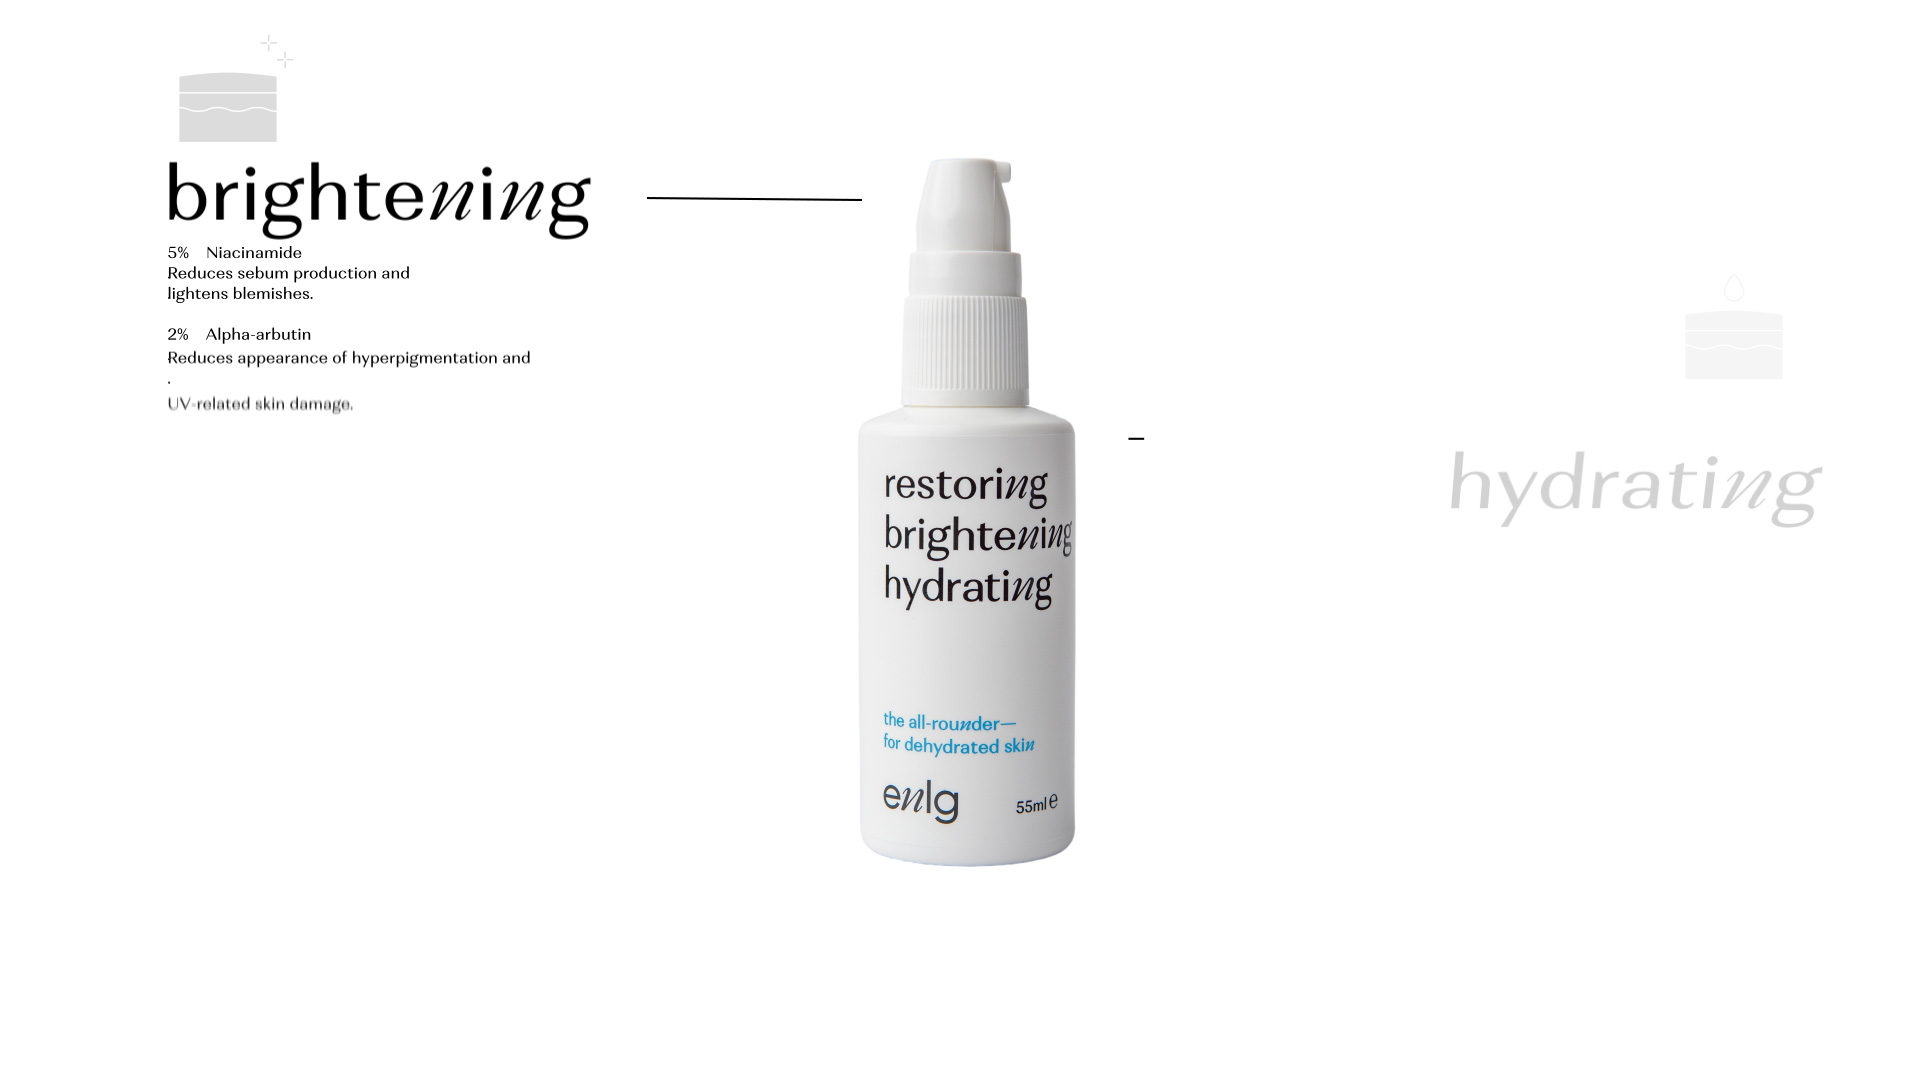 brightening
5% Niacinamide
Reduces sebum production and
lightens blemishes.
2% Alpha-arbutin
Reduces appearance of hyperpigmentation and
.
UV-related skin damage.
hydrating
restoring
brightening
hydrating
the all-rounder—
for dehydrated skin
enlg
55ml ℮